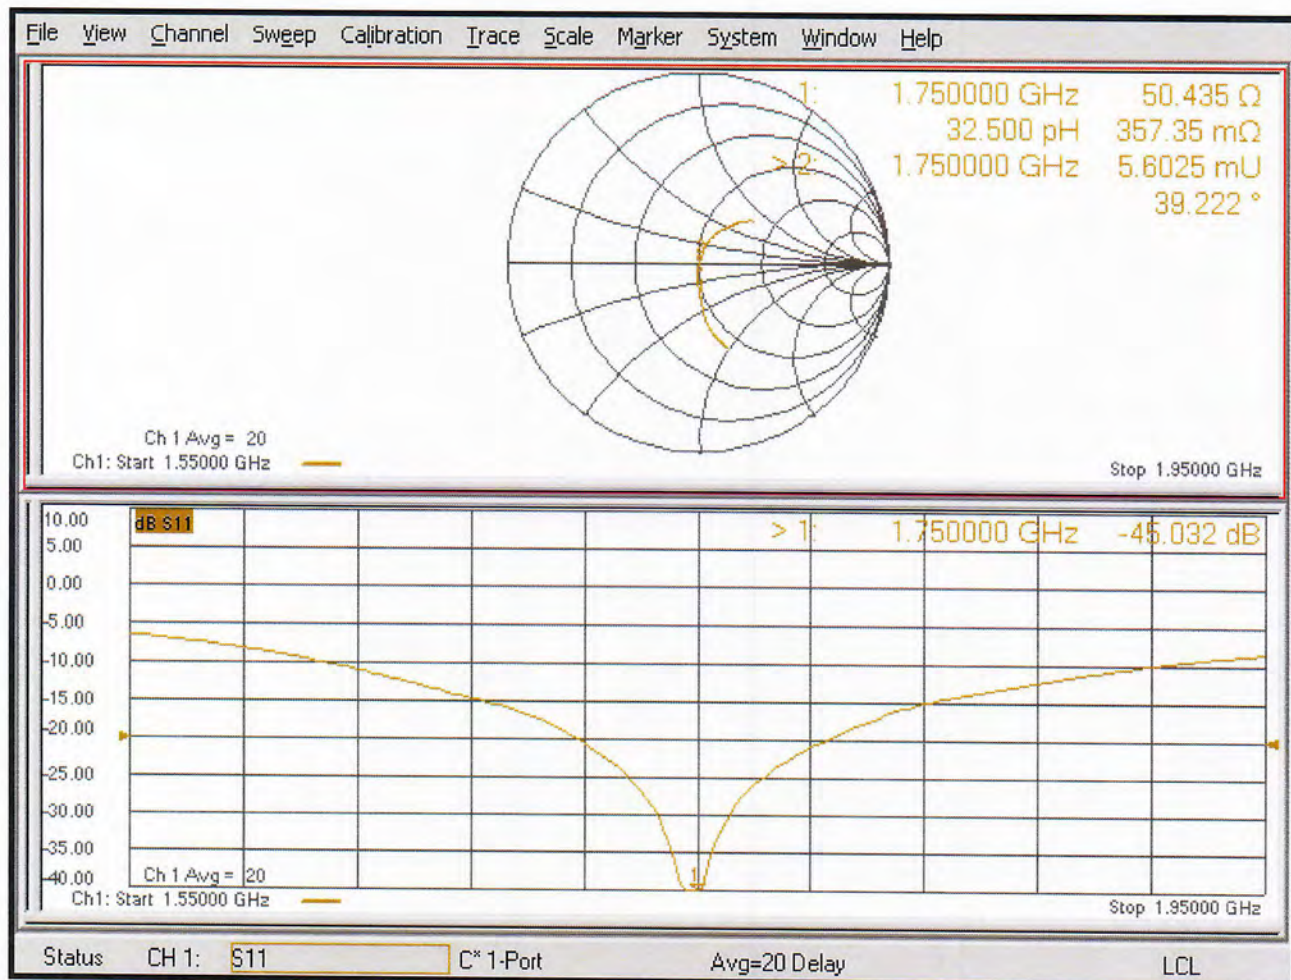 File View Channel Sweep Calibration Trace Scale Marker System Window Help
1: 1.750000 GHz 50.435 Ω
32.500 pH 357.35 mΩ
> 2: 1.750000 GHz 5.6025 mU
39.222 °
Ch 1 Avg = 20
Ch1: Start 1.55000 GHz
Stop 1.95000 GHz
10.00
dB S11
> 1: 1.750000 GHz -45.032 dB
5.00
0.00
-5.00
-10.00
-15.00
-20.00
-25.00
-30.00
-35.00
-40.00
1
Ch 1 Avg = 20
Ch1: Start 1.55000 GHz
Stop 1.95000 GHz
Status CH 1: S11 C* 1-Port Avg=20 Delay LCL